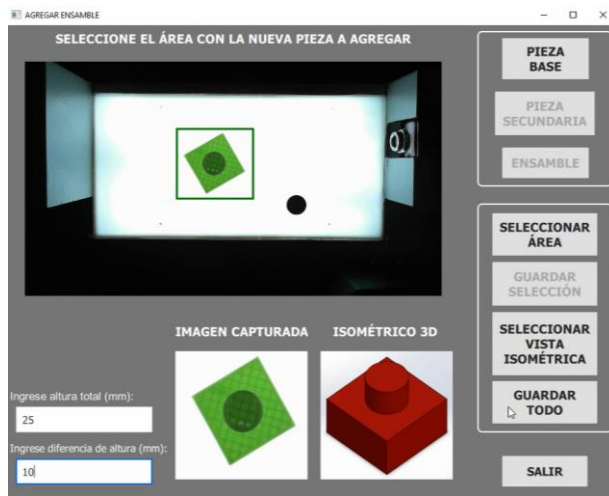 AGREGAR ENSAMBLE
SELECCIONE EL ÁREA CON LA NUEVA PIEZA A AGREGAR
PIEZA
BASE
PIEZA
SECUNDARIA
ENSAMBLE
SELECCIONAR
ÁREA
GUARDAR
SELECCIÓN
SELECCIONAR
VISTA
ISOMÉTRICA
GUARDAR
TODO
SALIR
IMAGEN CAPTURADA
ISOMÉTRICO 3D
Ingrese altura total (mm):
25
Ingrese diferencia de altura (mm):
10